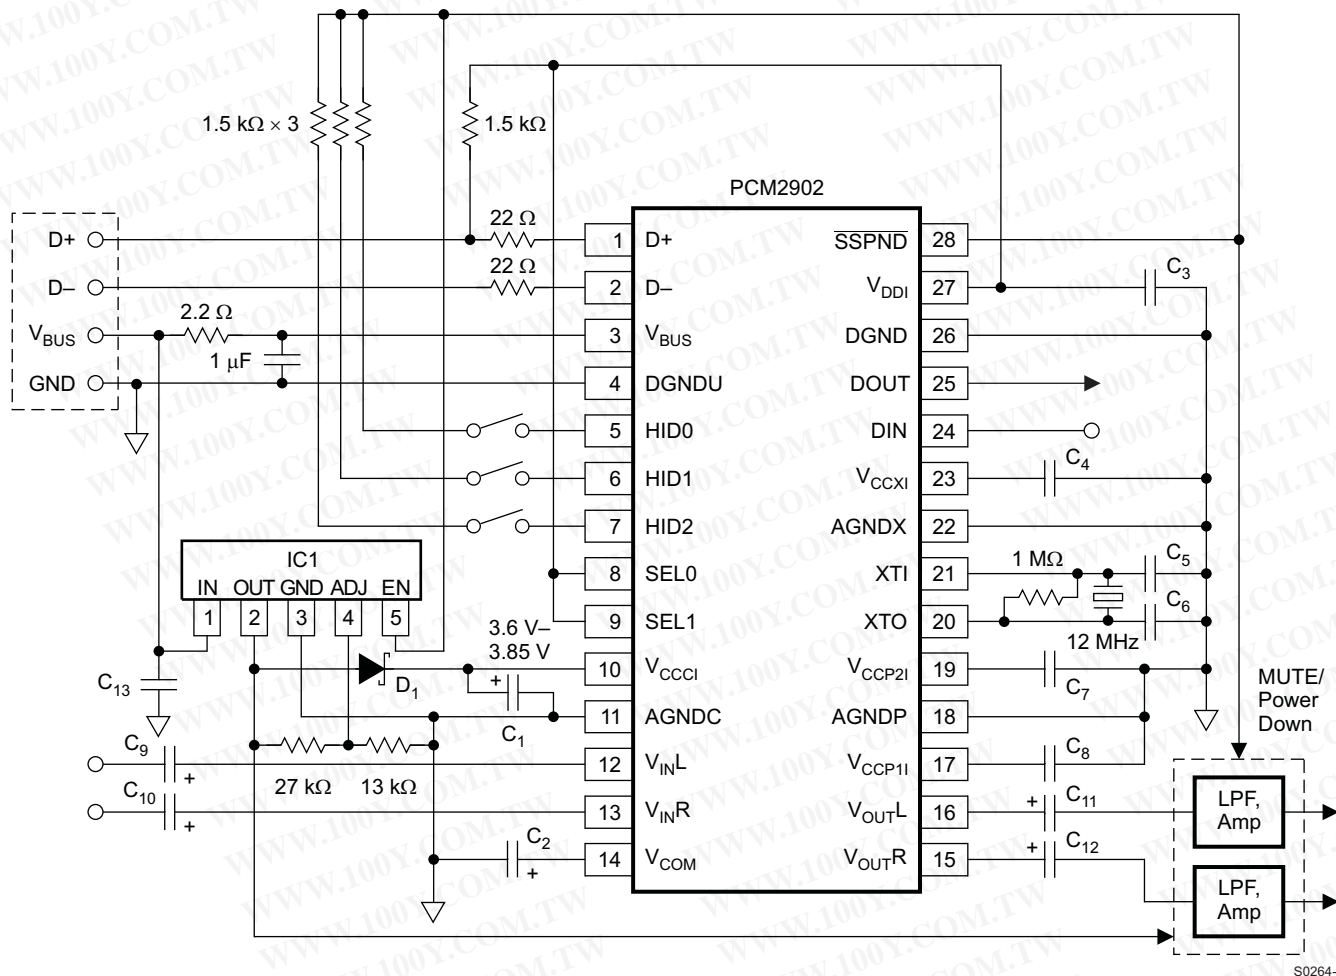 1.5 kΩ × 3
1.5 kΩ
PCM2902
D+
D–
VBUS
GND
22 Ω
22 Ω
2.2 Ω
1 μF
1 D+
2 D–
3 VBUS
4 DGNDU
5 HID0
6 HID1
7 HID2
8 SEL0
9 SEL1
10 VCCCI
11 AGNDC
12 VINL
13 VINR
14 VCOM
SSPND 28
VDDI 27
DGND 26
DOUT 25
DIN 24
VCCXI 23
AGNDX 22
XTI 21
XTO 20
VCCP2I 19
AGNDP 18
VCCP1I 17
VOUTL 16
VOUTR 15
IC1
IN OUT GND ADJ EN
1 2 3 4 5
3.6 V–
3.85 V
D1
+
C1
C13
27 kΩ
13 kΩ
C9
+
C10
+
C2
+
C3
C4
1 MΩ
C5
C6
12 MHz
C7
C8
+ C11
+ C12
MUTE/
Power
Down
LPF,
Amp
LPF,
Amp
S0264-
WWW.100Y.COM.TW